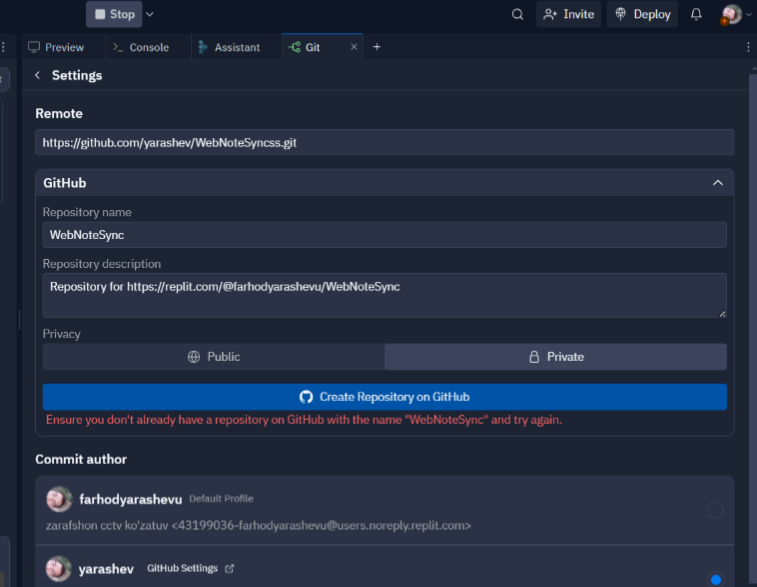 Stop
Invite
Deploy
Preview
Console
Assistant
Git
Settings
Remote
https://github.com/yarashev/WebNoteSyncss.git
GitHub
Repository name
WebNoteSync
Repository description
Repository for https://replit.com/@farhodyarashevu/WebNoteSync
Privacy
Public
Private
Create Repository on GitHub
Ensure you don't already have a repository on GitHub with the name "WebNoteSync" and try again.
Commit author
farhodyarashevu Default Profile
zarafshon cctv ko'zatuv <43199036-farhodyarashevu@users.noreply.replit.com>
yarashev GitHub Settings